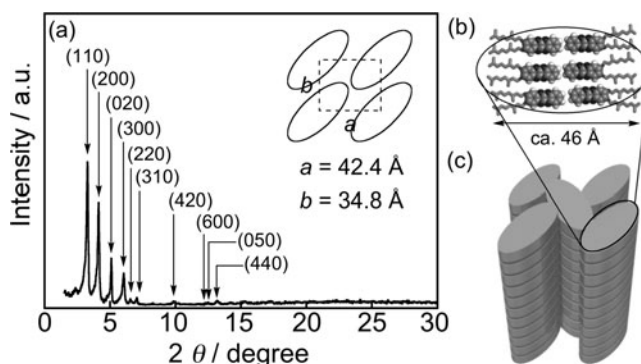 (a)
(110)
(200)
(020)
(300)
(220)
(310)
(420)
(600)
(050)
(440)
b
a
a = 42.4 Å
b = 34.8 Å
Intensity / a.u.
0 5 10 15 20 25 30
2 θ / degree
(b)
ca. 46 Å
(c)